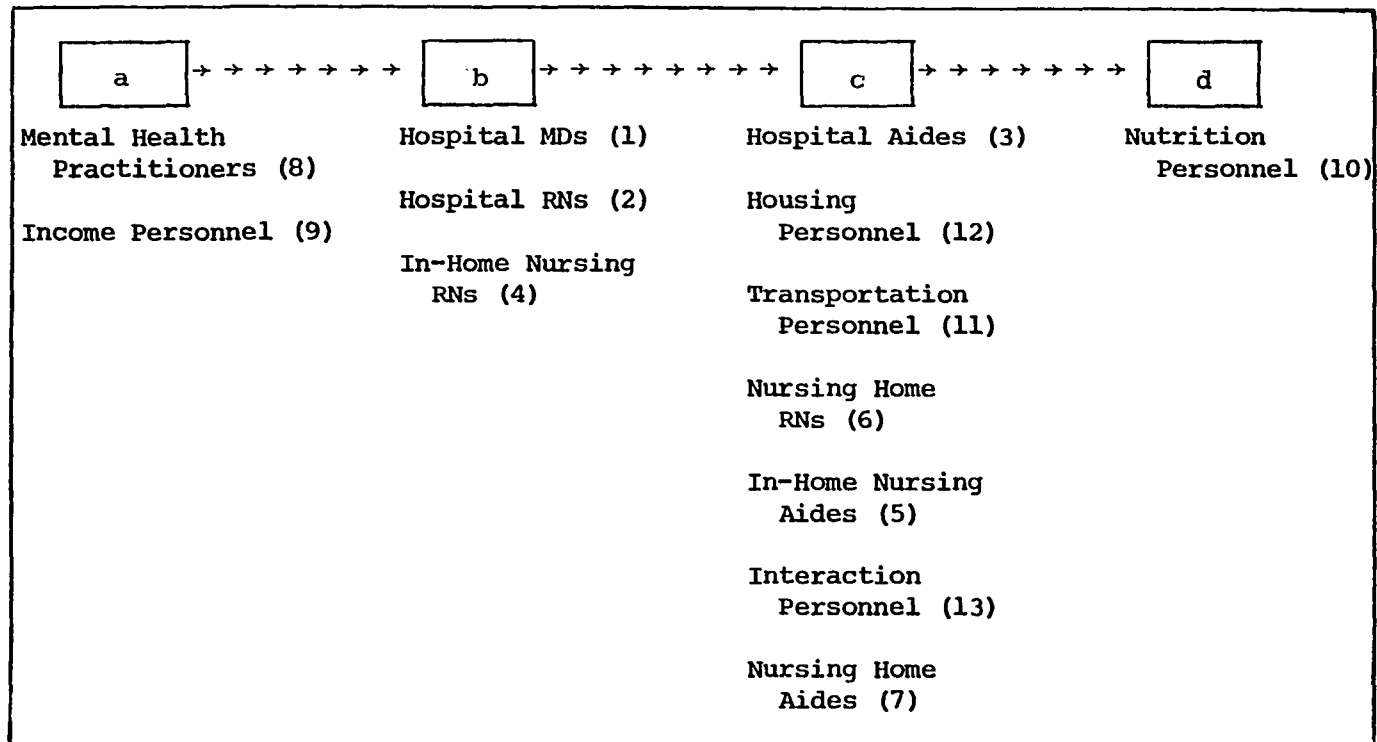 a → → → → → → → b → → → → → → → → c → → → → → → → d
Mental Health
Practitioners (8)
Income Personnel (9)
Hospital MDs (1)
Hospital RNs (2)
In-Home Nursing
RNs (4)
Hospital Aides (3)
Housing
Personnel (12)
Transportation
Personnel (11)
Nursing Home
RNs (6)
In-Home Nursing
Aides (5)
Interaction
Personnel (13)
Nursing Home
Aides (7)
Nutrition
Personnel (10)